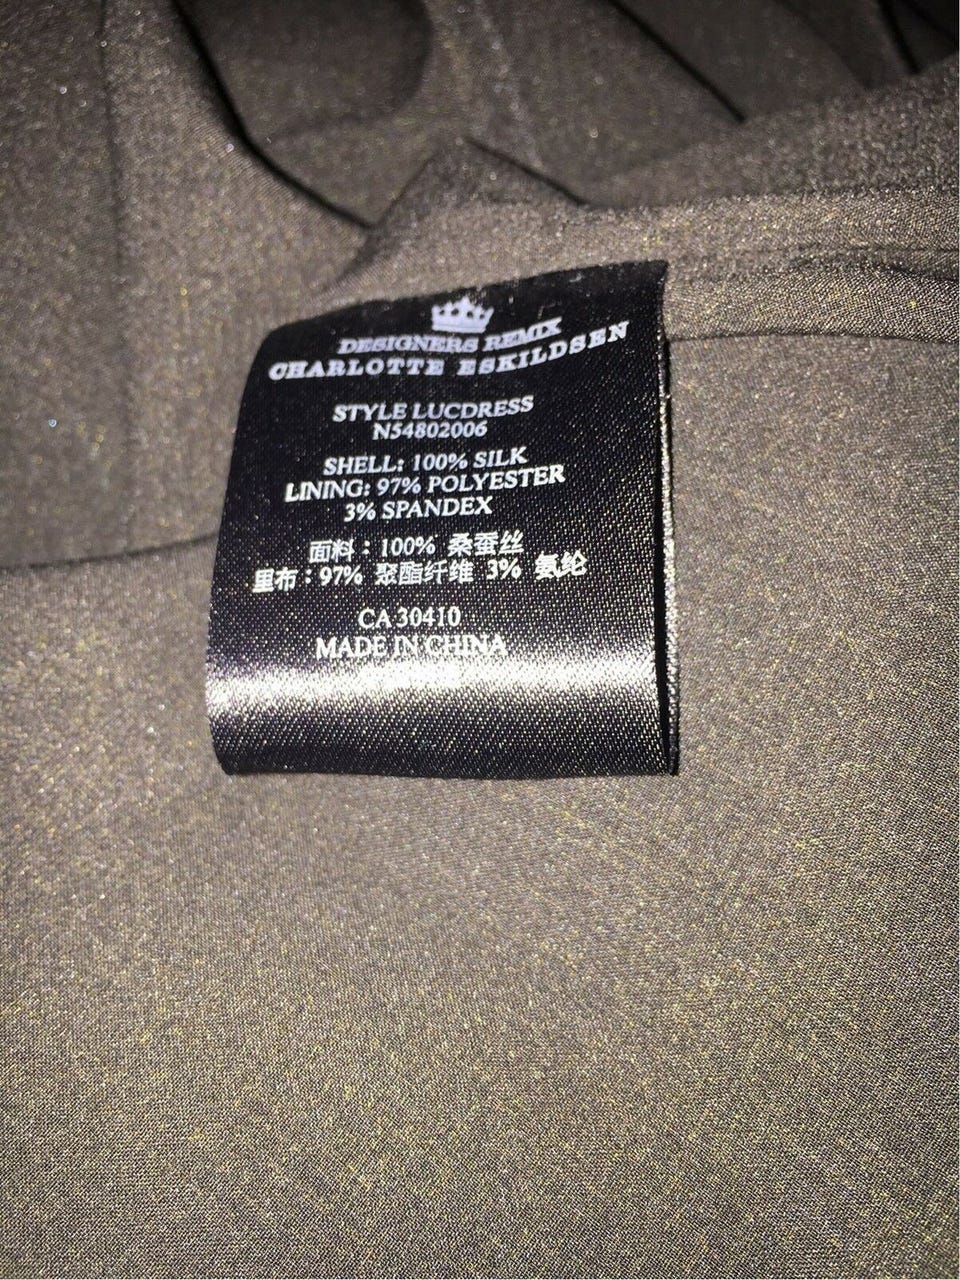 DESIGNERS REMIX
CHARLOTTE ESKILDSEN
STYLE LUCDRESS
N54802006
SHELL: 100% SILK
LINING: 97% POLYESTER
3% SPANDEX
面料：100% 桑蚕丝
里布：97% 聚酯纤维 3% 氨纶
CA 30410
MADE IN CHINA